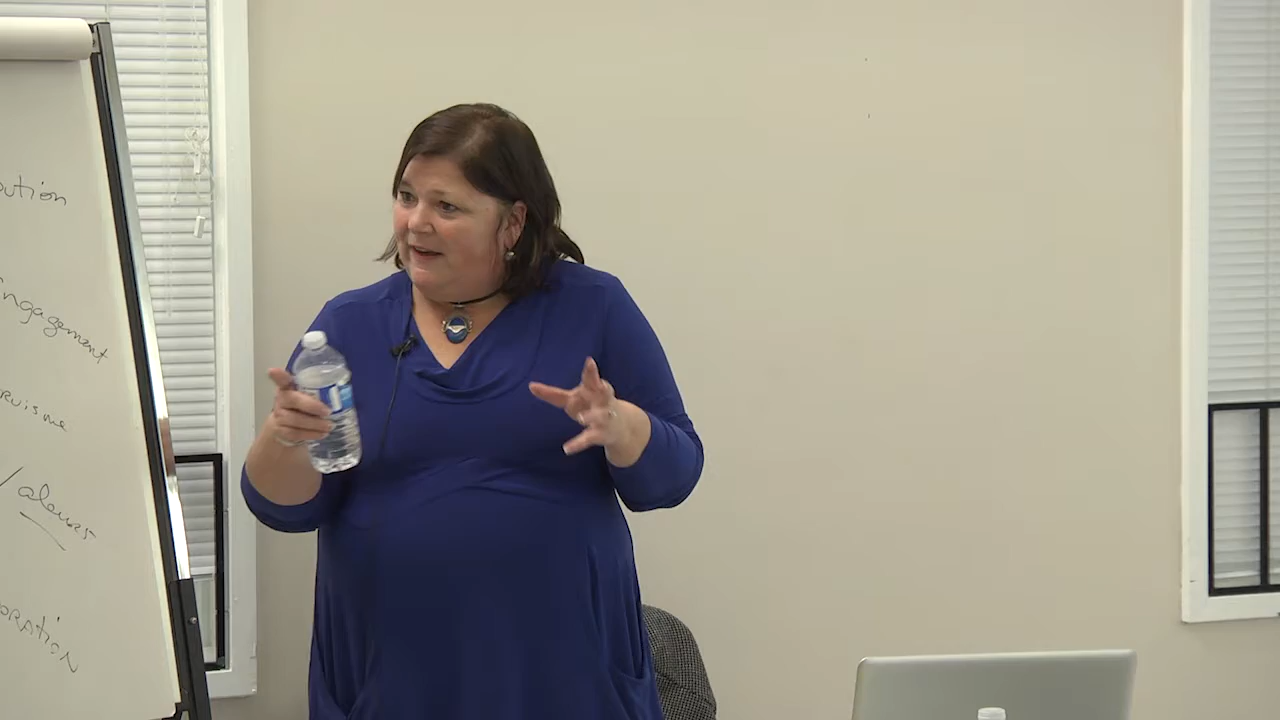 ution
ngagement
ruisme
Valeurs
oration